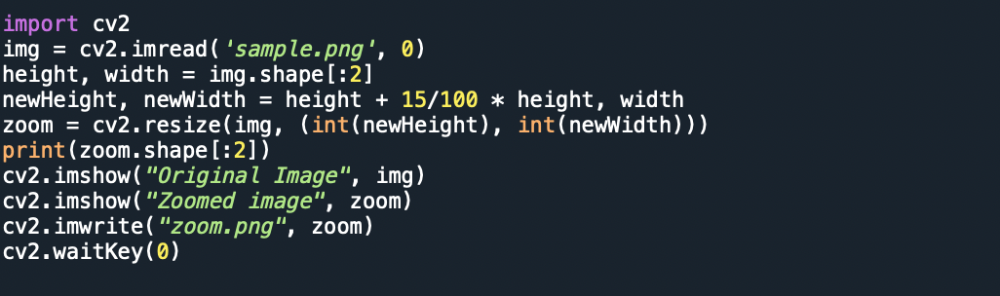 import cv2
img = cv2.imread('sample.png', 0)
height, width = img.shape[:2]
newHeight, newWidth = height + 15/100 * height, width
zoom = cv2.resize(img, (int(newHeight), int(newWidth)))
print(zoom.shape[:2])
cv2.imshow("Original Image", img)
cv2.imshow("Zoomed image", zoom)
cv2.imwrite("zoom.png", zoom)
cv2.waitKey(0)